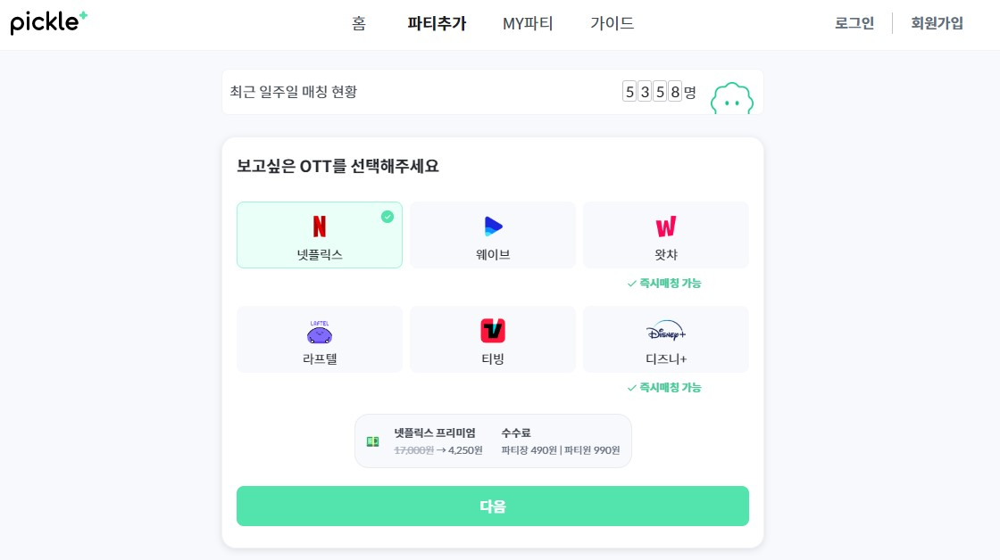 pickle+
홈 파티추가 MY파티 가이드 로그인 회원가입
최근 일주일 매칭 현황 5358명
보고싶은 OTT를 선택해주세요
N W
넷플릭스 웨이브 왓챠
✓ 즉시매칭 가능
LAFTEL TV Disney+
라프텔 티빙 디즈니+
✓ 즉시매칭 가능
넷플릭스 프리미엄 수수료
17,000원 → 4,250원 파티장 490원 | 파티원 990원
다음